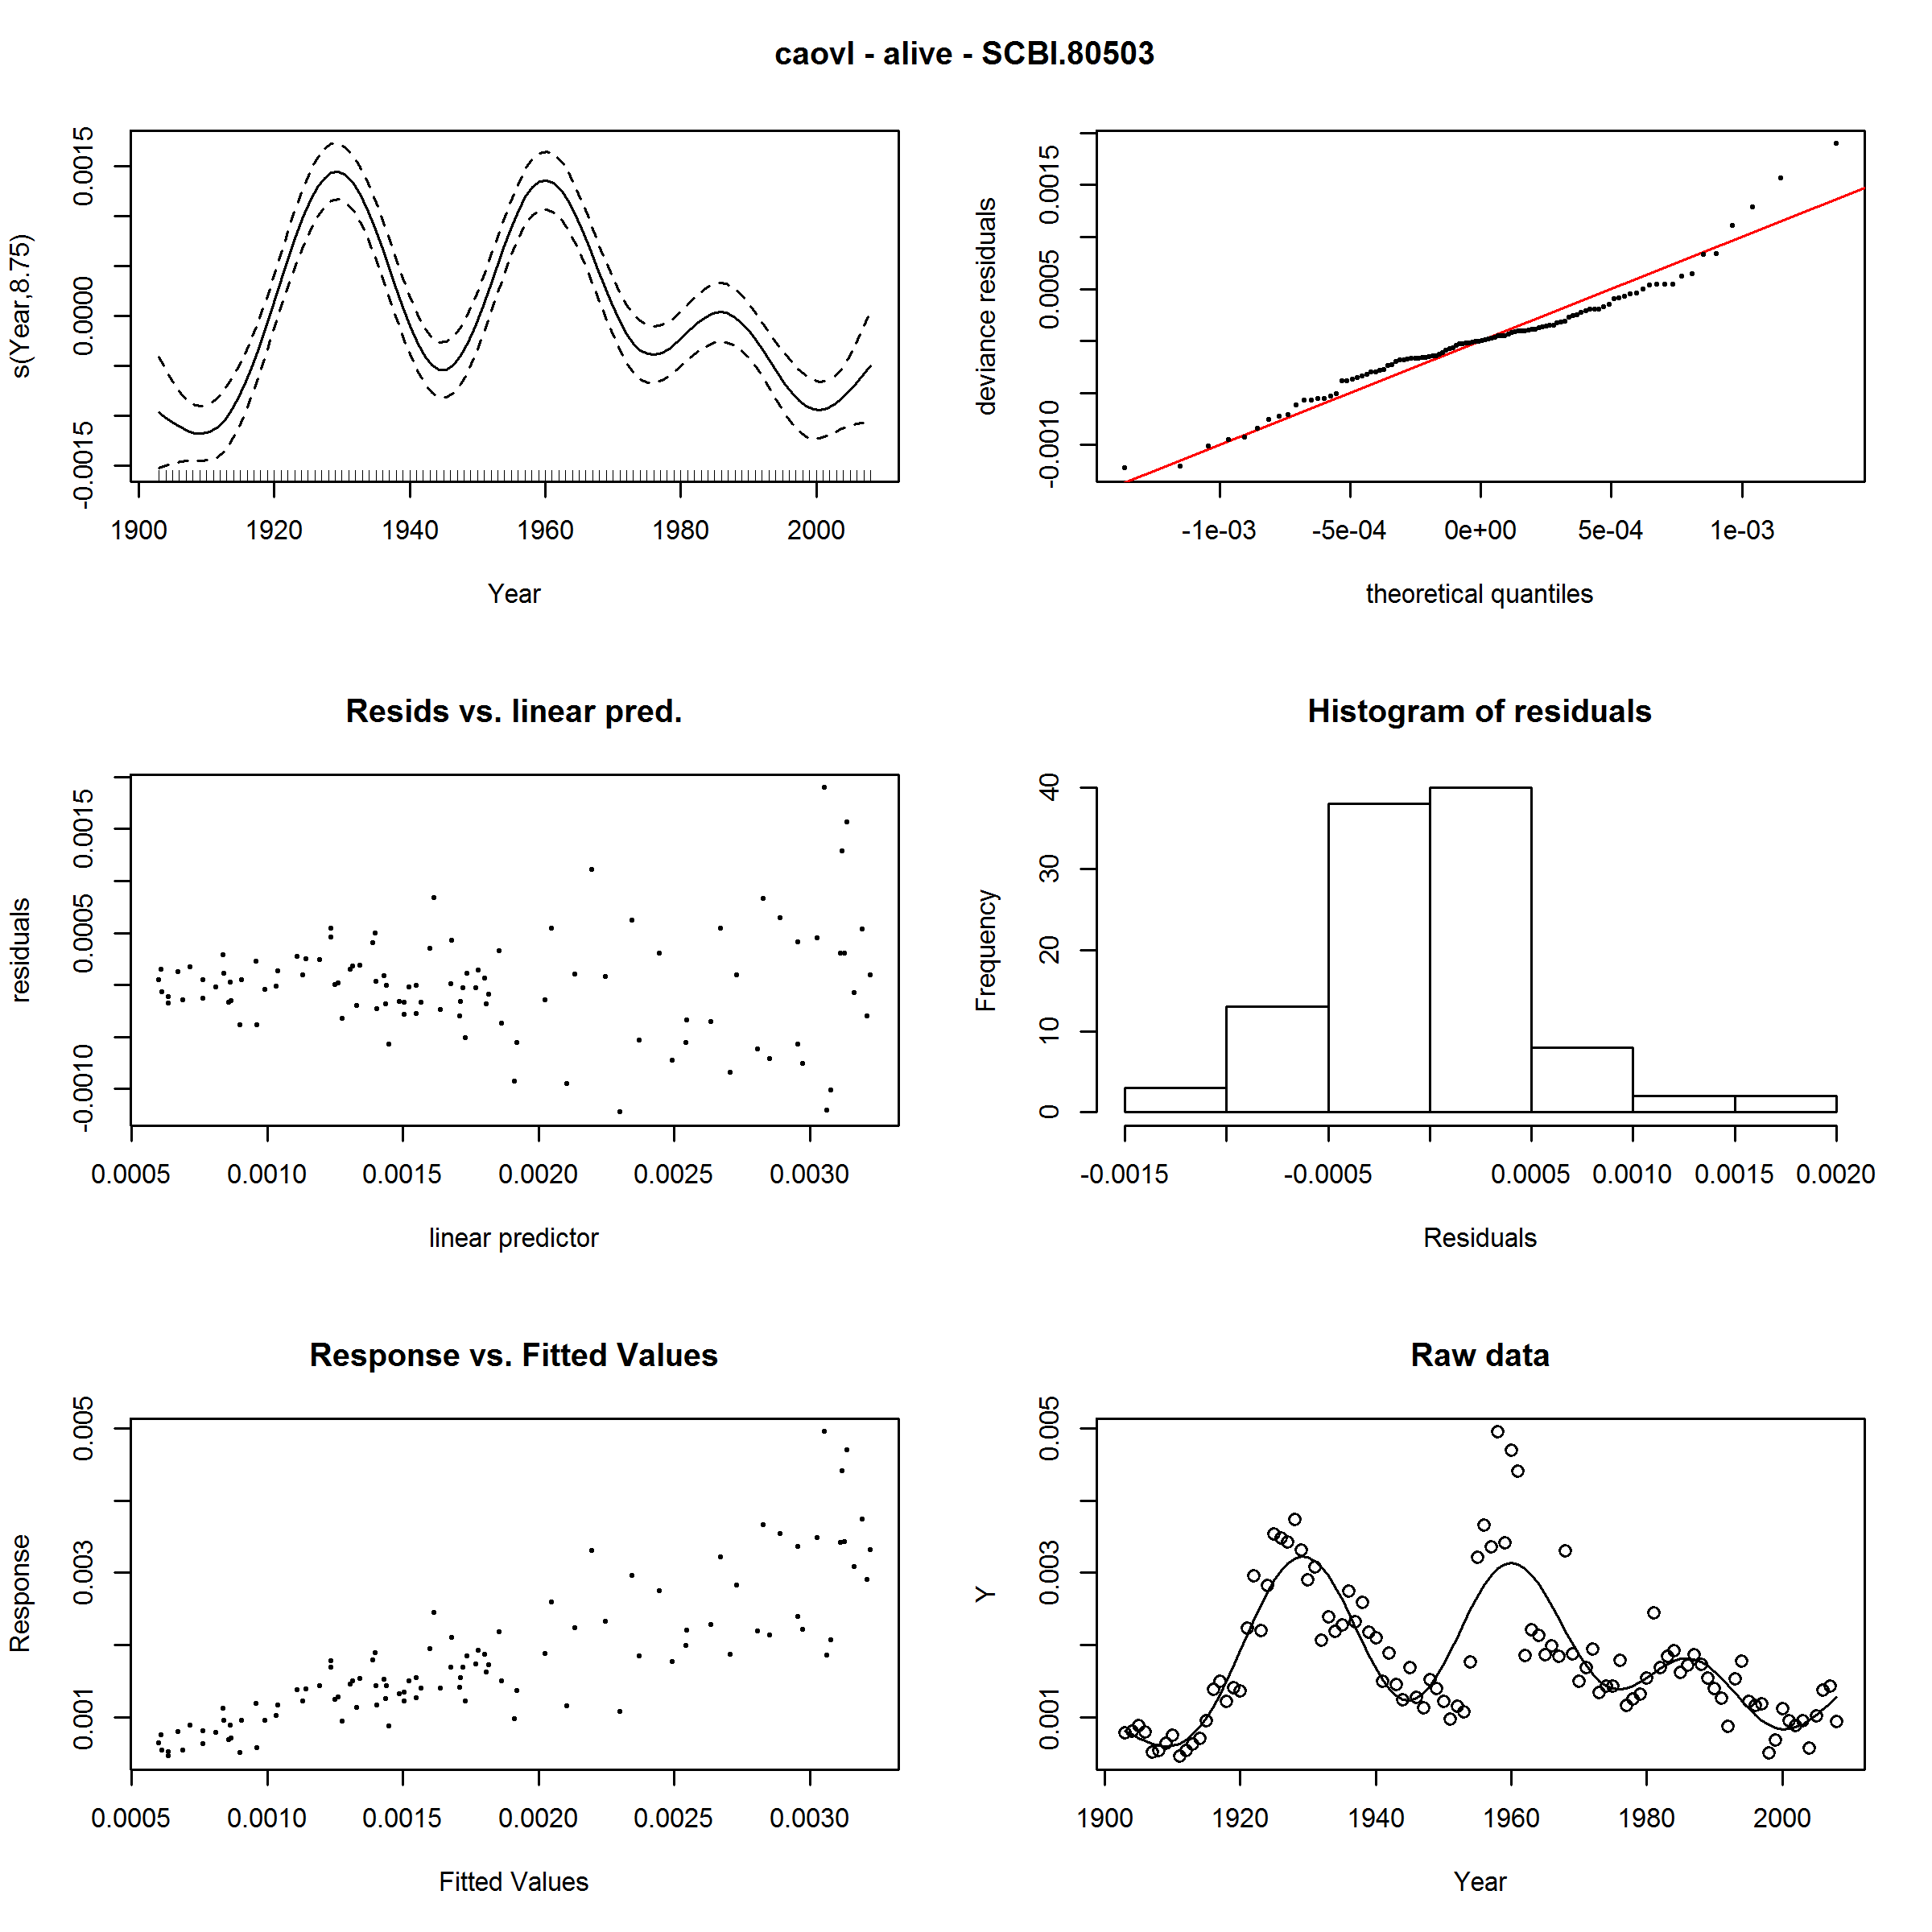 caovl - alive - SCBI.80503
s(Year,8.75)
-0.0015 0.0000 0.0015
1900 1920 1940 1960 1980 2000
Year
deviance residuals
-0.0010 0.0005 0.0015
-1e-03 -5e-04 0e+00 5e-04 1e-03
theoretical quantiles
Resids vs. linear pred.
residuals
-0.0010 0.0005 0.0015
0.0005 0.0010 0.0015 0.0020 0.0025 0.0030
linear predictor
Histogram of residuals
Frequency
0 10 20 30 40
-0.0015 -0.0005 0.0005 0.0010 0.0015 0.0020
Residuals
Response vs. Fitted Values
Response
0.001 0.003 0.005
0.0005 0.0010 0.0015 0.0020 0.0025 0.0030
Fitted Values
Raw data
Y
0.001 0.003 0.005
1900 1920 1940 1960 1980 2000
Year